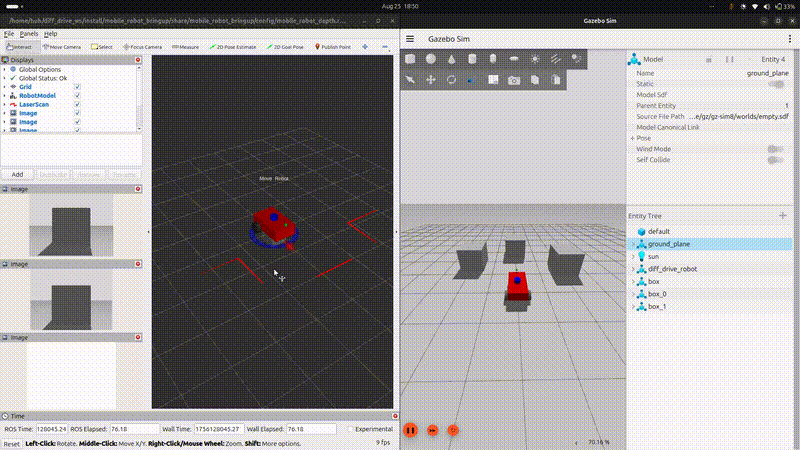 Aug 25 18:50
33%
/home/hub/diff_drive_ws/install/mobile_robot_bringup/share/mobile_robot_bringup/config/mobile_robot_depth.r...
File Panels Help
Interact Move Camera Select Focus Camera Measure 2D Pose Estimate 2D Goal Pose Publish Point
Displays
Global Options
Global Status: Ok
Grid
RobotModel
LaserScan
Image
Image
Image
Add Duplicate Remove Rename
Image
Image
Image
Move Robot
Time
ROS Time: 128045.24 ROS Elapsed: 76.18 Wall Time: 1756128045.27 Wall Elapsed: 76.18 Experimental
Reset Left-Click: Rotate. Middle-Click: Move X/Y. Right-Click/Mouse Wheel: Zoom. Shift: More options. 9 fps
Gazebo Sim
Gazebo Sim
Model Entity 4
Name ground_plane
Static
Model Sdf
Parent Entity 1
Source File Path ...e/gz/gz-sim8/worlds/empty.sdf
Model Canonical Link
Pose
Wind Mode
Self Collide
Entity Tree
default
ground_plane
sun
diff_drive_robot
box
box_0
box_1
70.16 %